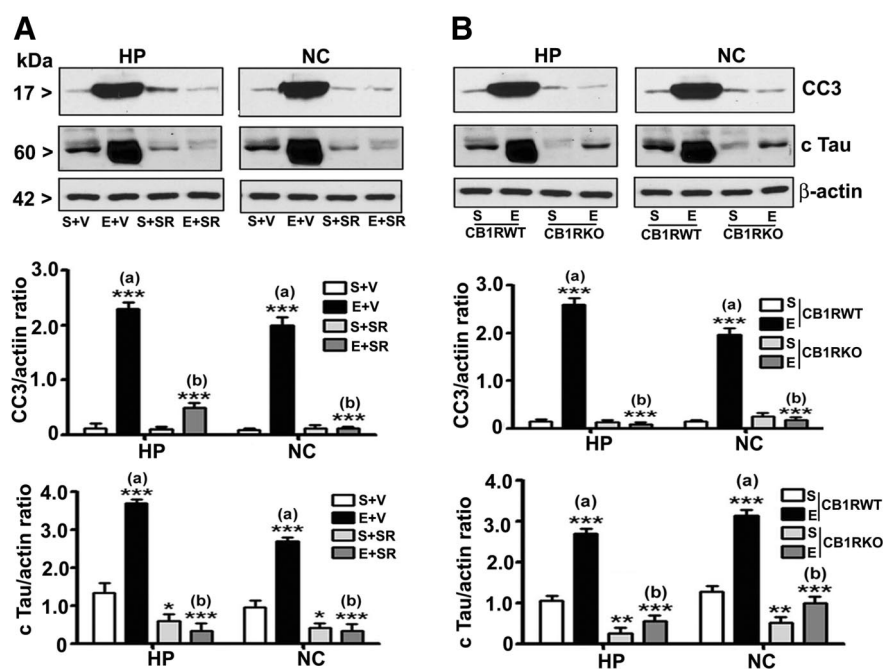 A
B
kDa
HP
NC
HP
NC
17 >
CC3
60 >
c Tau
42 >
β-actin
S+V E+V S+SR E+SR S+V E+V S+SR E+SR
S E S E S E S E
CB1RWT CB1RKO CB1RWT CB1RKO
CC3/actiin ratio
3.0
2.0
1.0
0
(a)
***
(b)
***
(a)
***
(b)
***
S+V
E+V
S+SR
E+SR
HP
NC
CC3/actin ratio
3.0
2.0
1.0
0
(a)
***
(b)
***
(a)
***
(b)
***
S
E
CB1RWT
S
E
CB1RKO
HP
NC
c Tau/actin ratio
4.0
3.0
2.0
1.0
0
(a)
***
*
(b)
***
(a)
***
*
(b)
***
S+V
E+V
S+SR
E+SR
HP
NC
c Tau/actin ratio
4.0
3.0
2.0
1.0
0
(a)
***
**
(b)
***
(a)
***
**
(b)
***
S
E
CB1RWT
S
E
CB1RKO
HP
NC